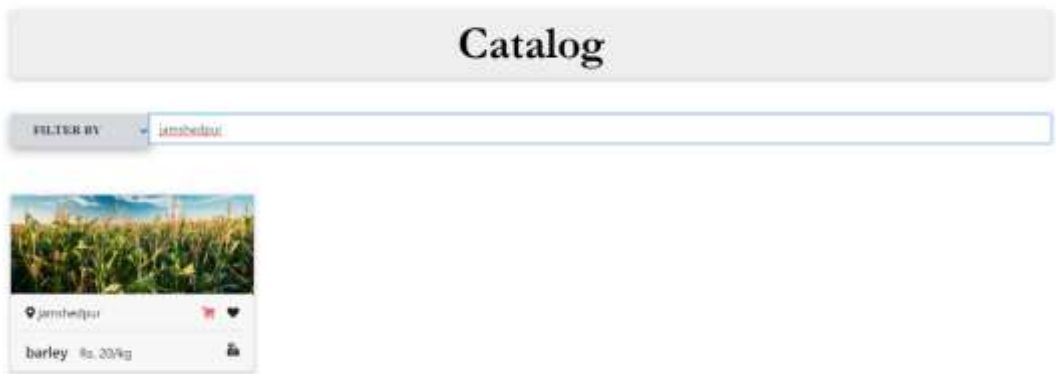 Catalog
FILTER BY
jamshedpur
jamshedpur
barley Rs. 20/kg